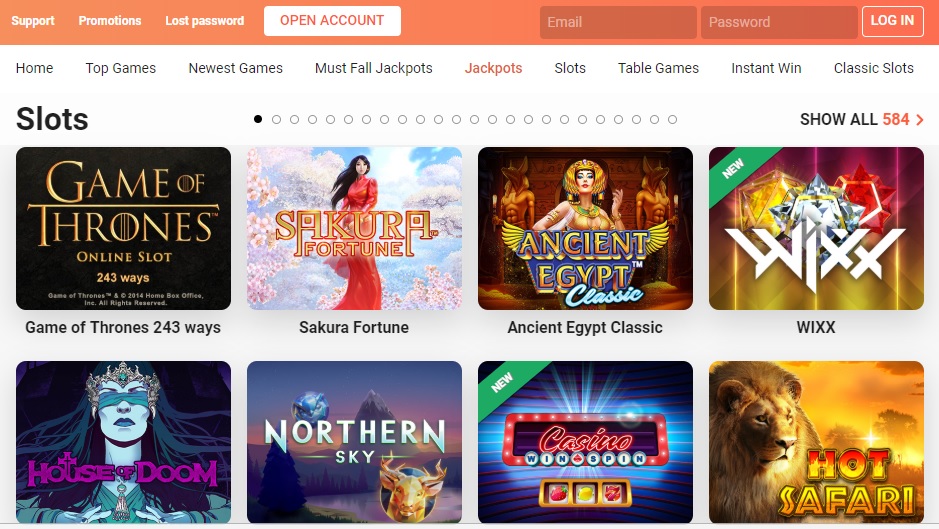 Support Promotions Lost password OPEN ACCOUNT Email Password LOG IN
Home Top Games Newest Games Must Fall Jackpots Jackpots Slots Table Games Instant Win Classic Slots
Slots SHOW ALL 584
GAME OF
THRONES™
ONLINE SLOT
243 ways
Game of Thrones™ & © 2014 Home Box Office,
Inc. All Rights Reserved.
SAKURA™
FORTUNE
ANCIENT
EGYPT™
Classic
NEW
WIXX
Game of Thrones 243 ways Sakura Fortune Ancient Egypt Classic WIXX
HOUSE OF DOOM
NORTHERN
SKY
NEW
Casino
WIN SPIN
HOT
SAFARI